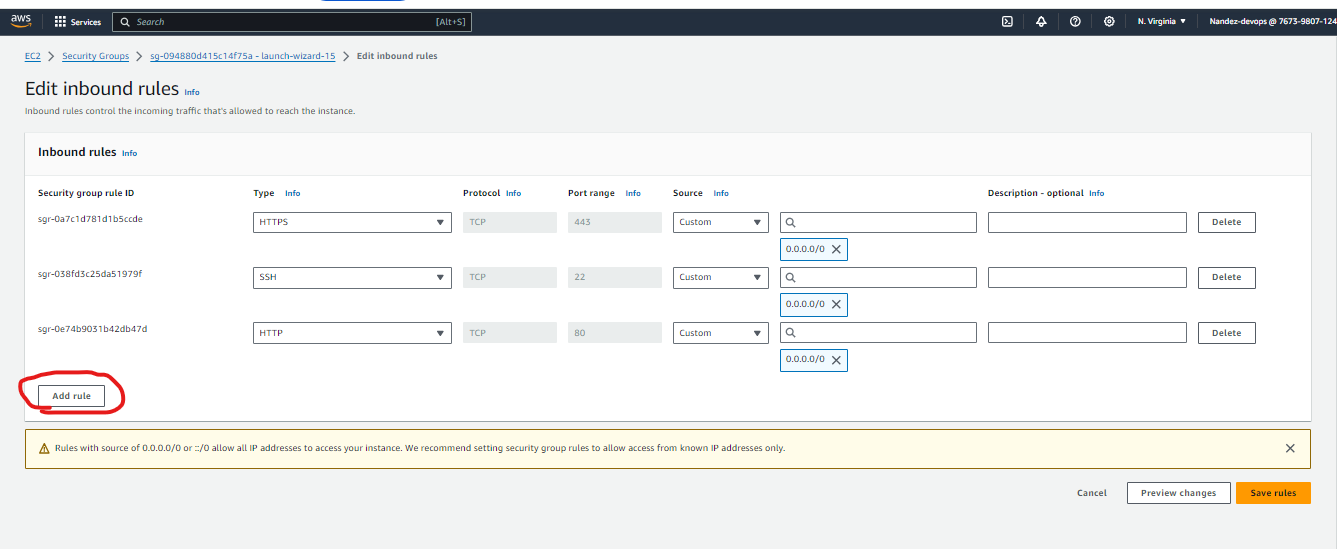 aws Services Search [Alt+S] N. Virginia Nandez-devops @ 7673-9807-124
EC2 Security Groups sg-094880d415c14f75a - launch-wizard-15 Edit inbound rules
Edit inbound rules Info
Inbound rules control the incoming traffic that's allowed to reach the instance.
Inbound rules Info
Security group rule ID Type Info Protocol Info Port range Info Source Info Description - optional Info
sgr-0a7c1d781d1b5ccde HTTPS TCP 443 Custom Delete
0.0.0.0/0
sgr-038fd3c25da51979f SSH TCP 22 Custom Delete
0.0.0.0/0
sgr-0e74b9031b42db47d HTTP TCP 80 Custom Delete
0.0.0.0/0
Add rule
Rules with source of 0.0.0.0/0 or ::/0 allow all IP addresses to access your instance. We recommend setting security group rules to allow access from known IP addresses only.
Cancel Preview changes Save rules